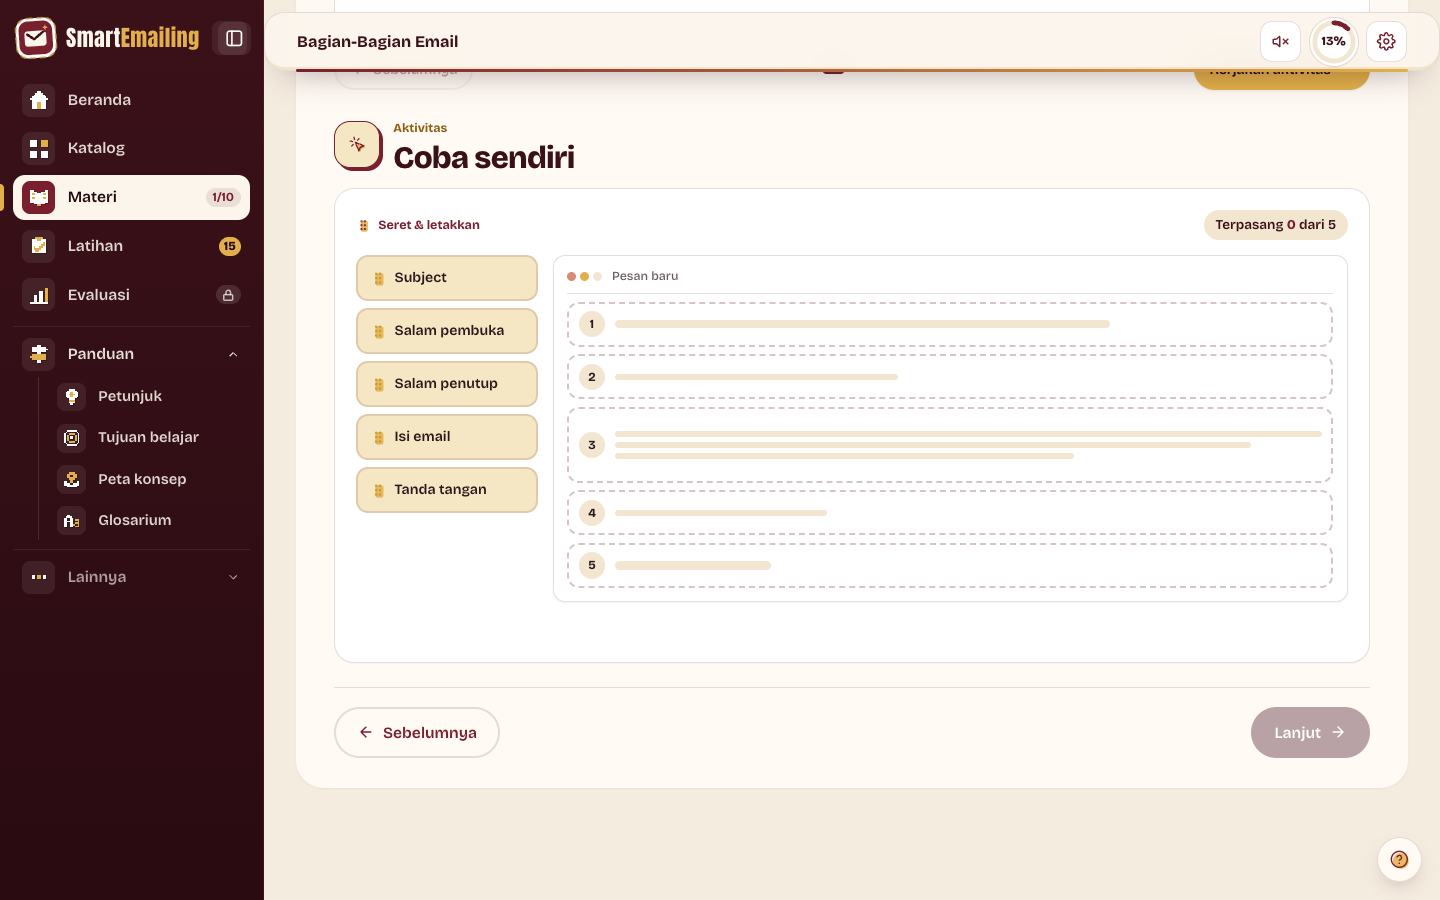 SmartEmailing
Beranda
Katalog
Materi
1/10
Latihan
15
Evaluasi
Panduan
Petunjuk
Tujuan belajar
Peta konsep
Glosarium
Lainnya
Bagian-Bagian Email
13%
Aktivitas
Coba sendiri
Seret & letakkan
Terpasang 0 dari 5
Subject
Salam pembuka
Salam penutup
Isi email
Tanda tangan
Pesan baru
1
2
3
4
5
Sebelumnya
Lanjut
?